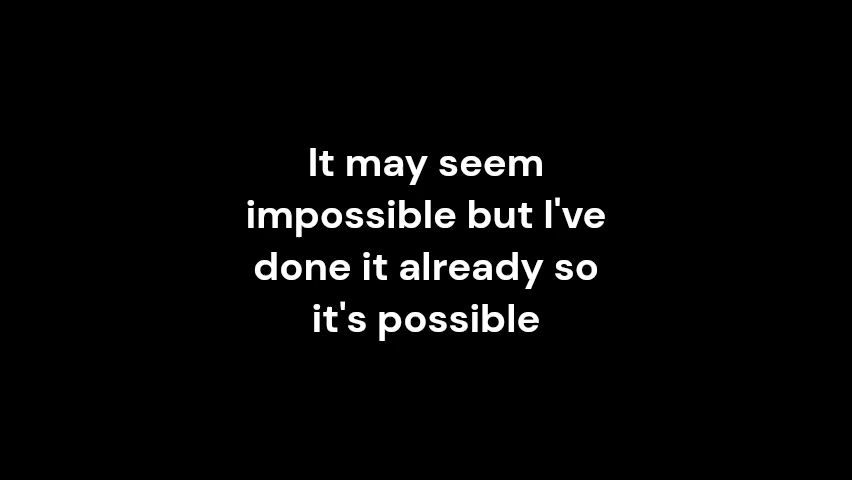 It may seem
impossible but I've
done it already so
it's possible